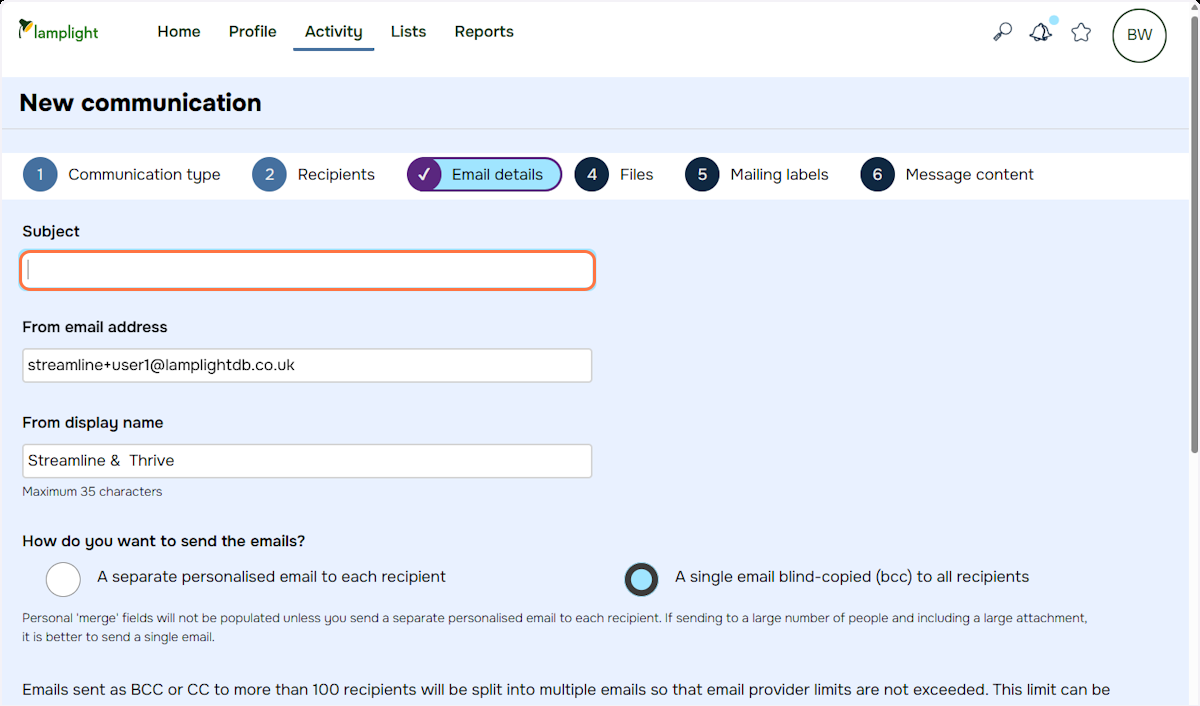 lamplight
Home Profile Activity Lists Reports
BW
New communication
1 Communication type 2 Recipients Email details 4 Files 5 Mailing labels 6 Message content
Subject
From email address
streamline+user1@lamplightdb.co.uk
From display name
Streamline &  Thrive
Maximum 35 characters
How do you want to send the emails?
A separate personalised email to each recipient A single email blind-copied (bcc) to all recipients
Personal 'merge' fields will not be populated unless you send a separate personalised email to each recipient. If sending to a large number of people and including a large attachment,
it is better to send a single email.
Emails sent as BCC or CC to more than 100 recipients will be split into multiple emails so that email provider limits are not exceeded. This limit can be